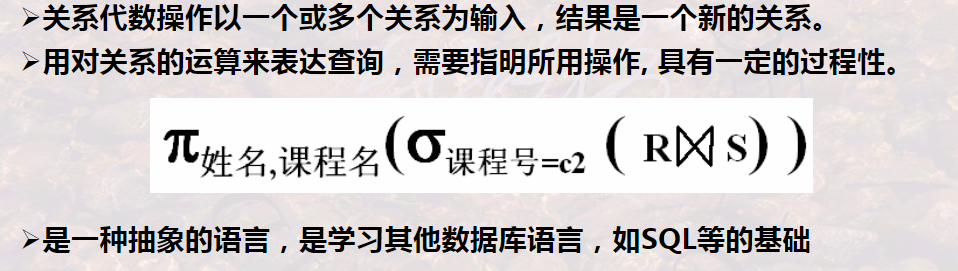 ➢关系代数操作以一个或多个关系为输入，结果是一个新的关系。
➢用对关系的运算来表达查询，需要指明所用操作, 具有一定的过程性。
π姓名,课程名(σ课程号=c2 ( R⋈S) )
➢是一种抽象的语言，是学习其他数据库语言，如SQL等的基础